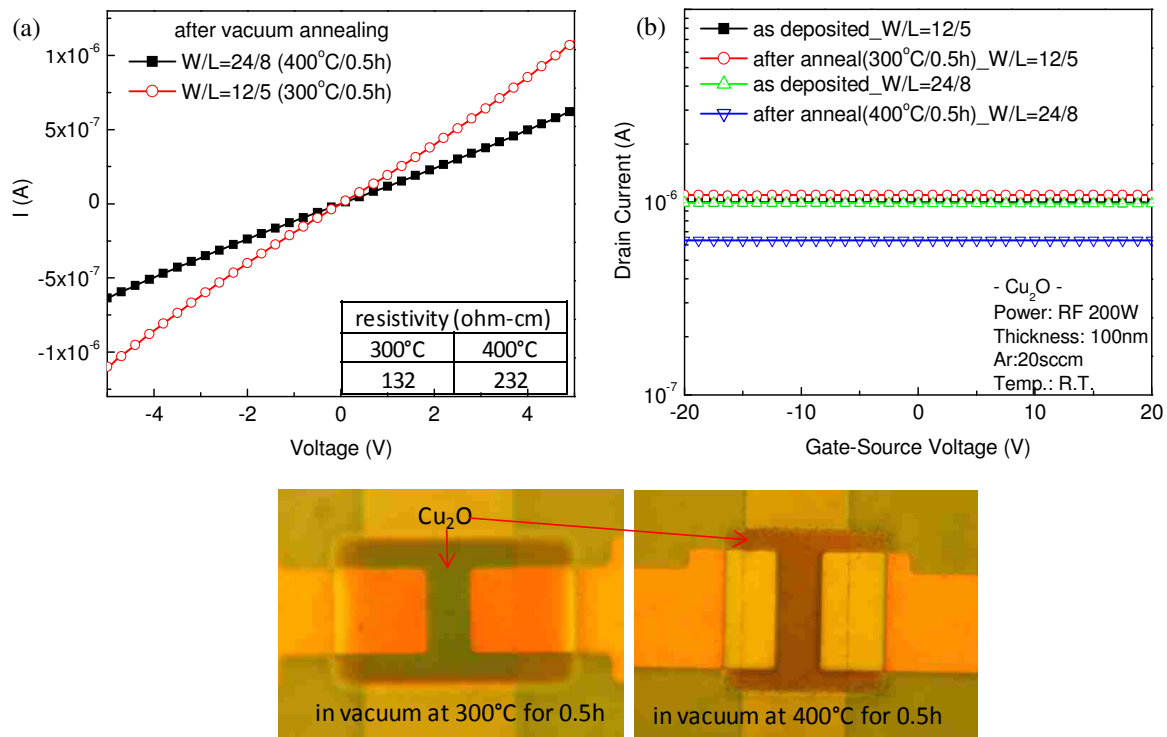 (a)
after vacuum annealing
W/L=24/8 (400°C/0.5h)
W/L=12/5 (300°C/0.5h)
1x10⁻⁶
5x10⁻⁷
0
-5x10⁻⁷
-1x10⁻⁶
I (A)
-4 -2 0 2 4
Voltage (V)
resistivity (ohm-cm)
300°C 400°C
132 232
(b)
as deposited_W/L=12/5
after anneal(300°C/0.5h)_W/L=12/5
as deposited_W/L=24/8
after anneal(400°C/0.5h)_W/L=24/8
10⁻⁶
10⁻⁷
Drain Current (A)
- Cu₂O -
Power: RF 200W
Thickness: 100nm
Ar:20sccm
Temp.: R.T.
-20 -10 0 10 20
Gate-Source Voltage (V)
Cu₂O
in vacuum at 300°C for 0.5h
in vacuum at 400°C for 0.5h